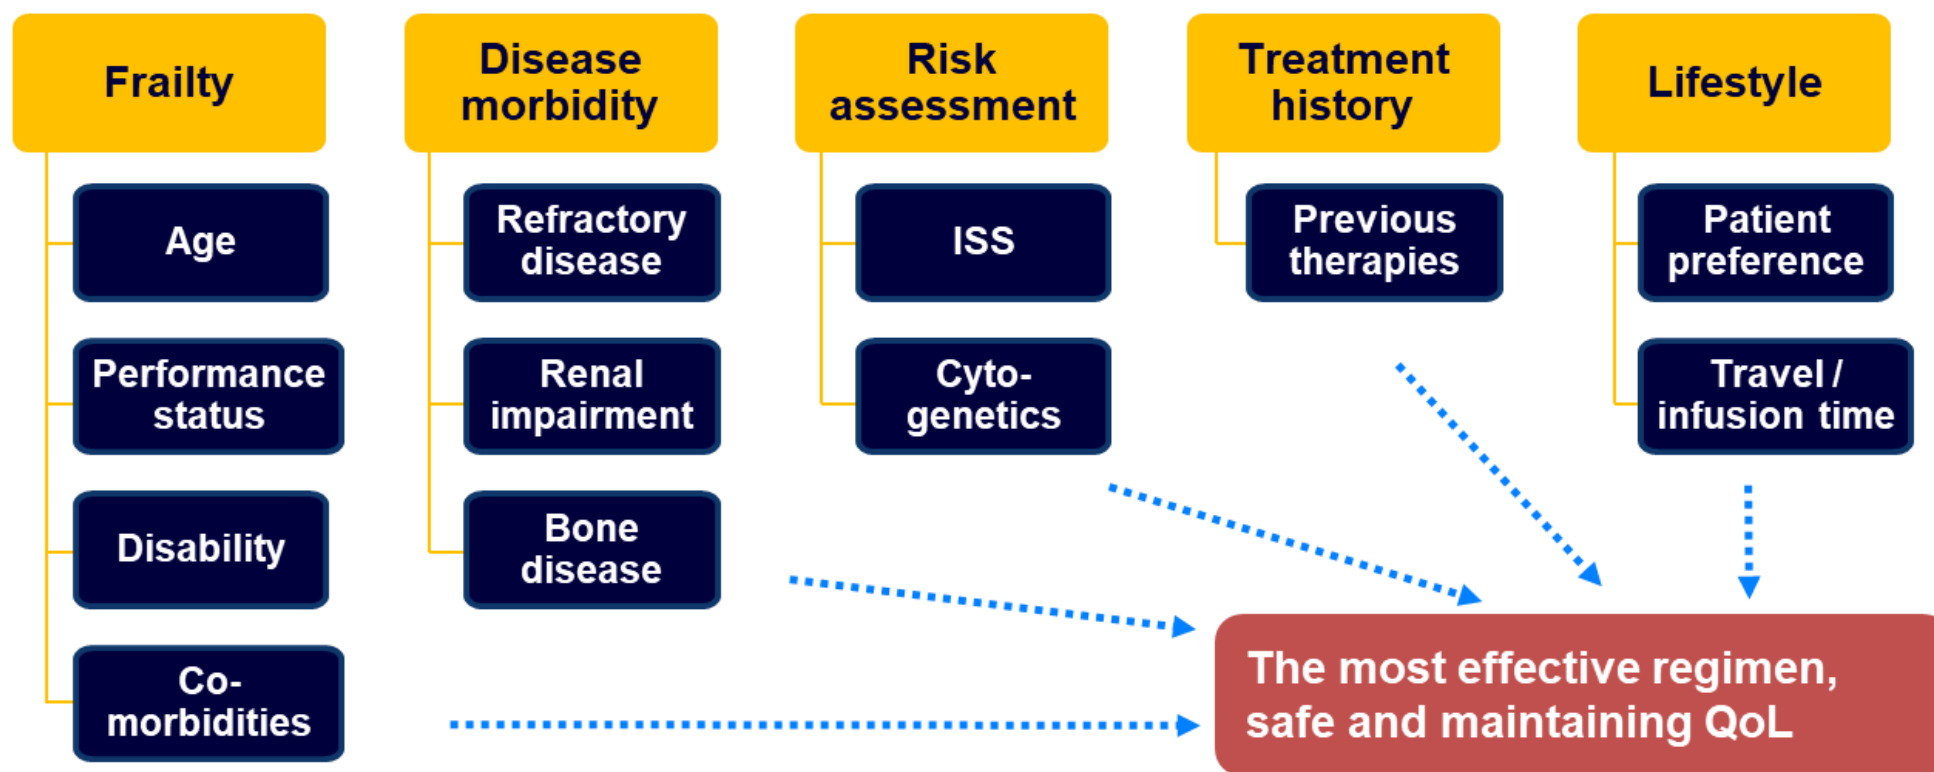 Frailty
Age
Performance
status
Disability
Co-
morbidities
Disease
morbidity
Refractory
disease
Renal
impairment
Bone
disease
Risk
assessment
ISS
Cyto-
genetics
Treatment
history
Previous
therapies
Lifestyle
Patient
preference
Travel /
infusion time
The most effective regimen,
safe and maintaining QoL